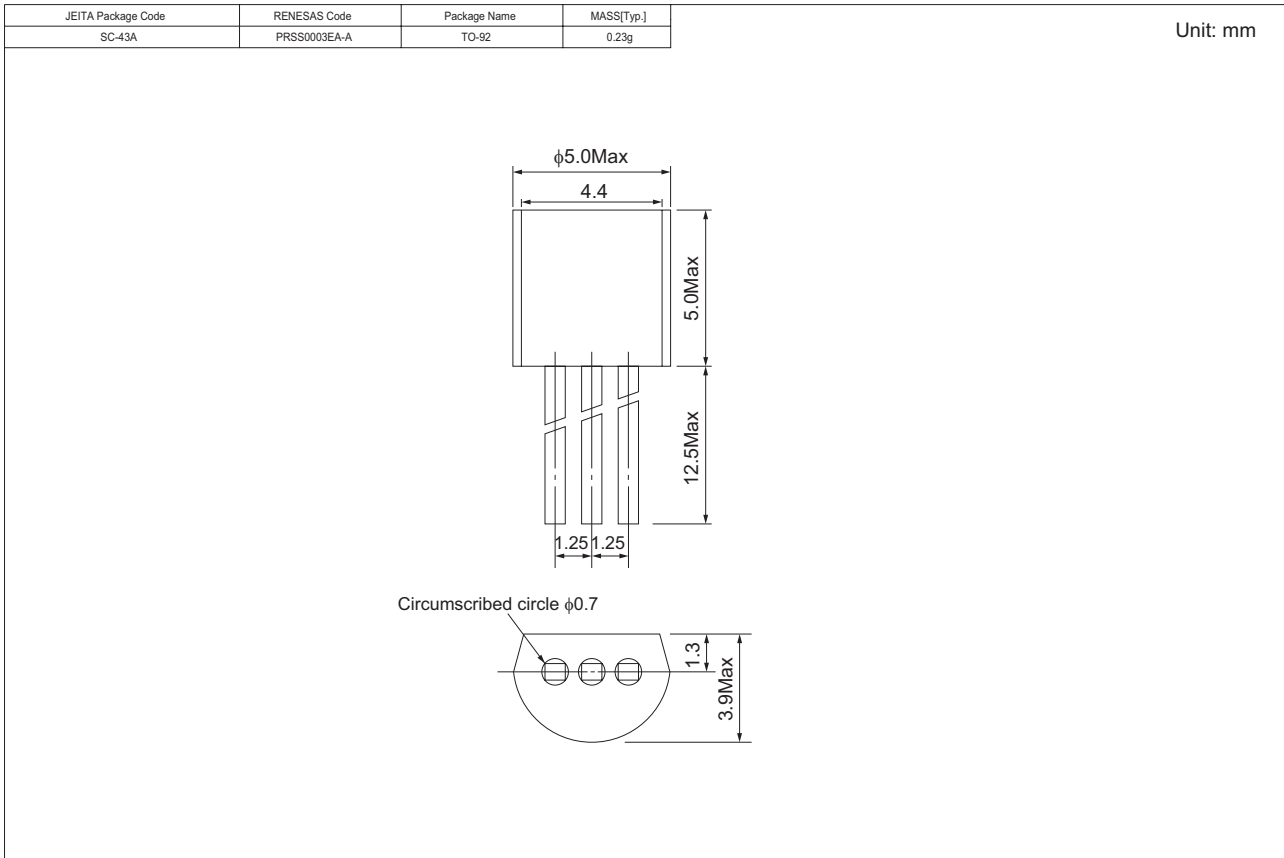 JEITA Package Code RENESAS Code Package Name MASS[Typ.]
SC-43A PRSS0003EA-A TO-92 0.23g
Unit: mm
ϕ5.0Max
4.4
5.0Max
12.5Max
1.25 1.25
Circumscribed circle ϕ0.7
1.3
3.9Max